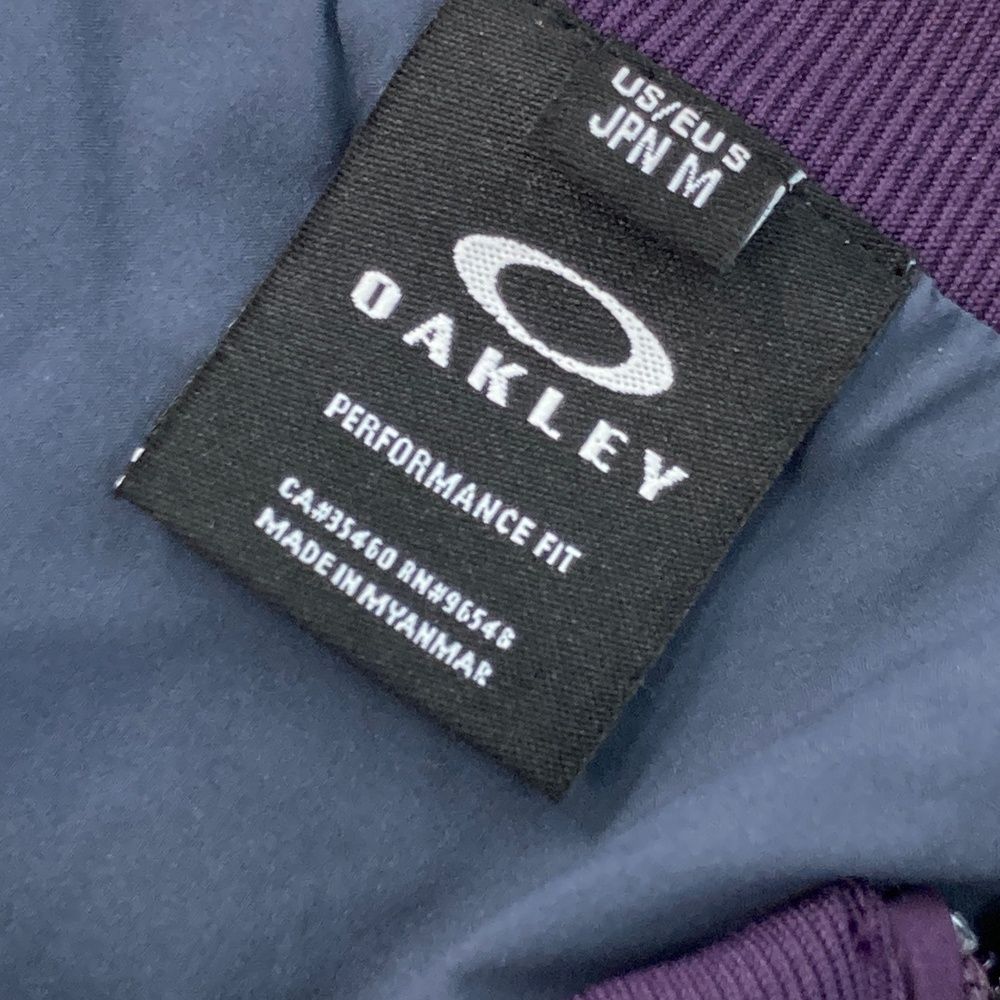 US/EU S
JPN M
OAKLEY
PERFORMANCE FIT
CA#35460 RN#96548
MADE IN MYANMAR